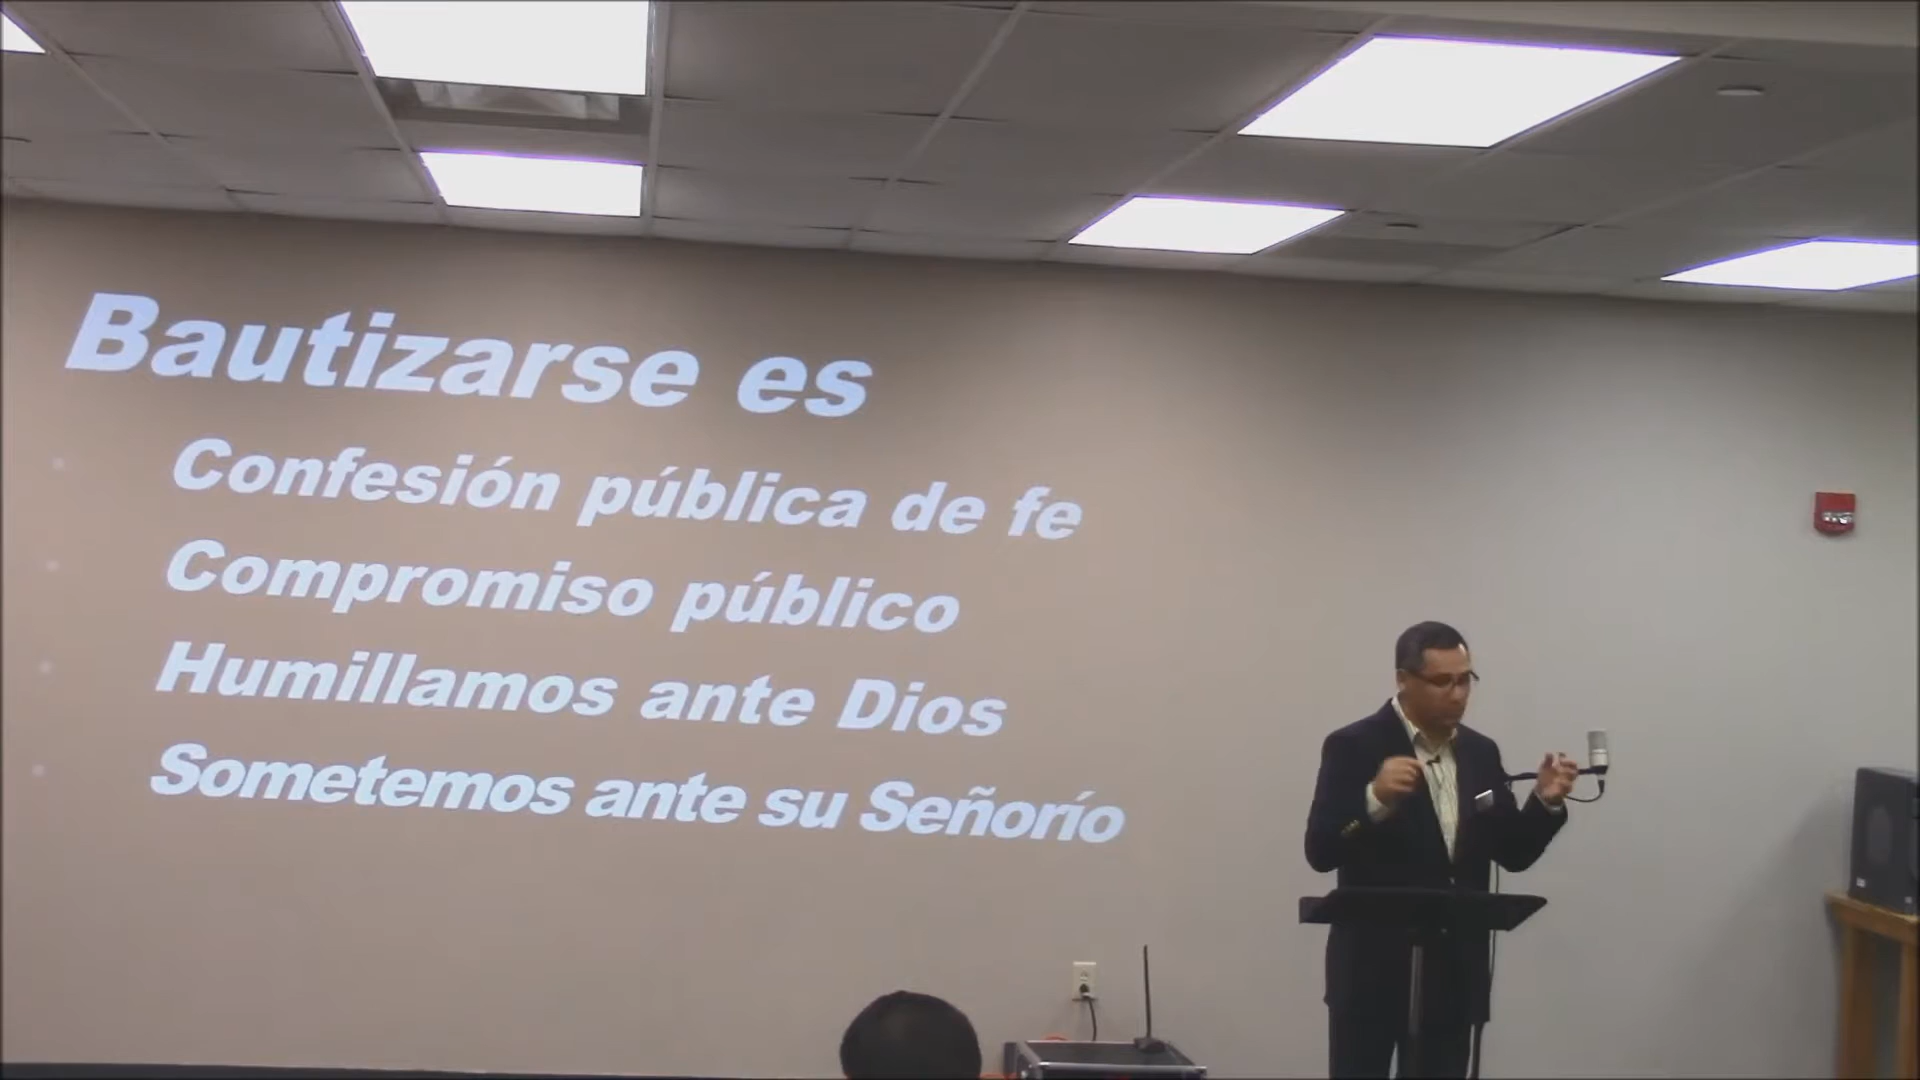 Bautizarse es
Confesión pública de fe
Compromiso público
Humillamos ante Dios
Sometemos ante su Señorío